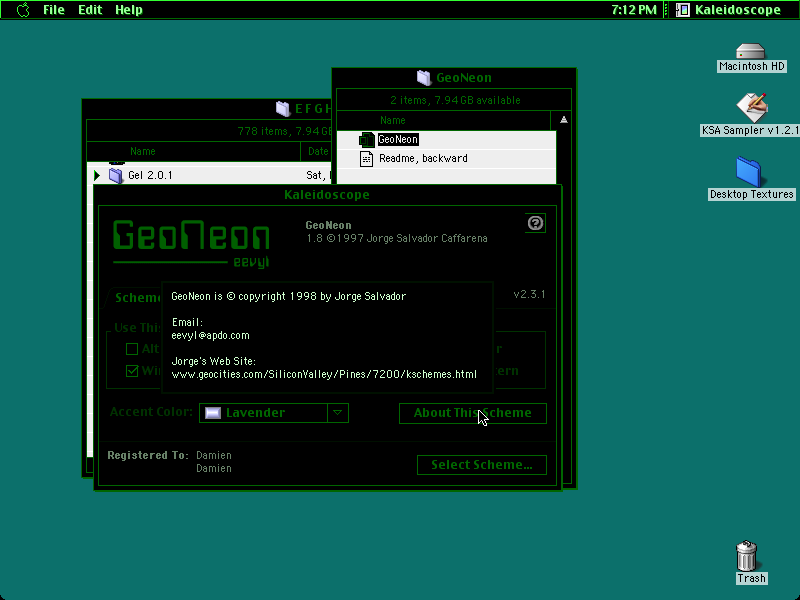 File Edit Help
7:12 PM
Kaleidoscope
Macintosh HD
KSA Sampler v1.2.1
Desktop Textures
Trash
EFGH
778 items, 7.94 GB
Name
Date
Gel 2.0.1
Sat,
GeoNeon
2 items, 7.94 GB available
Name
GeoNeon
Readme, backward
Kaleidoscope
GeoNeon
eevyl
GeoNeon
1.8 ©1997 Jorge Salvador Caffarena
Scheme
v2.3.1
Use This
GeoNeon is © copyright 1998 by Jorge Salvador
Email:
eevyl@apdo.com
Jorge's Web Site:
www.geocities.com/SiliconValley/Pines/7200/kschemes.html
Accent Color:
Lavender
About This Scheme
Registered To: Damien
Damien
Select Scheme...